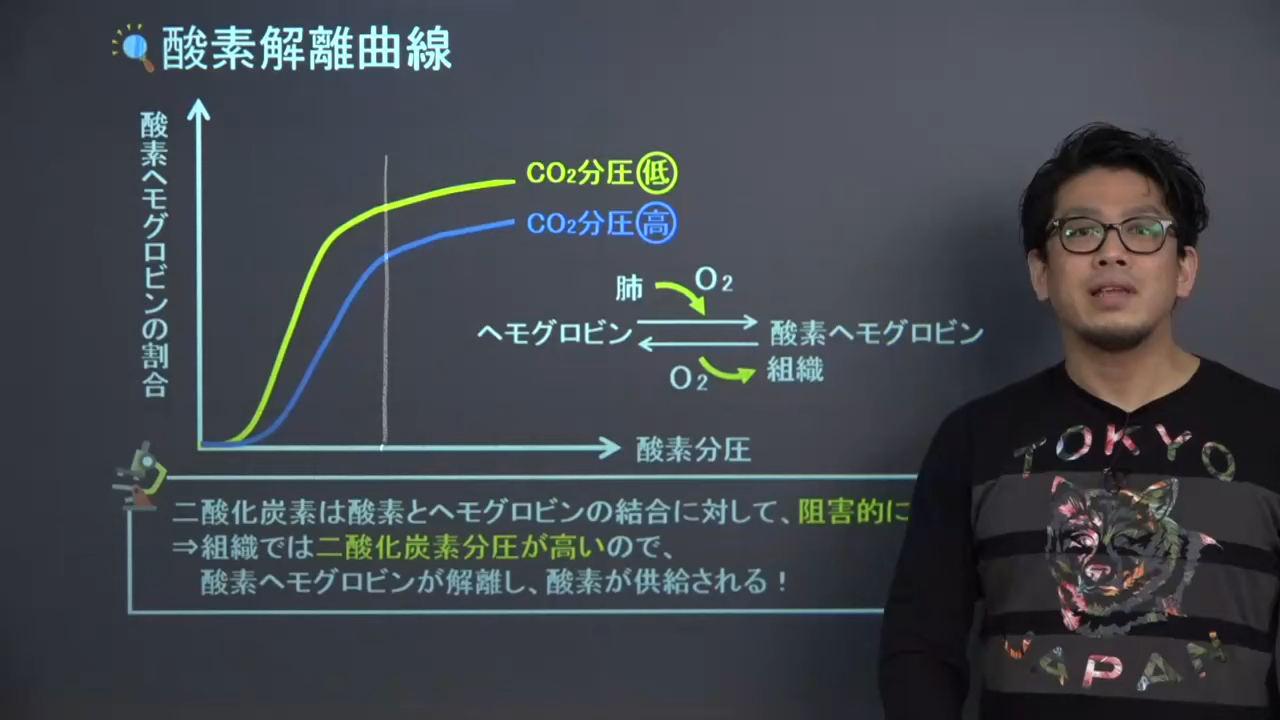 酸素解離曲線
酸素ヘモグロビンの割合
CO₂分圧低
CO₂分圧高
肺 O₂
ヘモグロビン 酸素ヘモグロビン
O₂ 組織
酸素分圧
二酸化炭素は酸素とヘモグロビンの結合に対して、阻害的に
⇒組織では二酸化炭素分圧が高いので、
酸素ヘモグロビンが解離し、酸素が供給される！
TOKYO
JAPAN